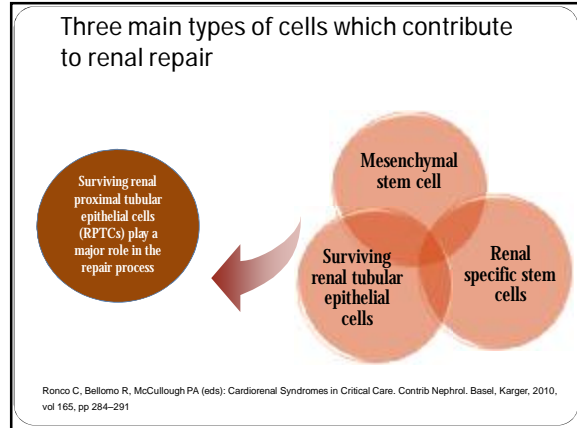 Three main types of cells which contribute
to renal repair
Surviving renal
proximal tubular
epithelial cells
(RPTCs) play a
major role in the
repair process
Mesenchymal
stem cell
Surviving
renal tubular
epithelial
cells
Renal
specific stem
cells
Ronco C, Bellomo R, McCullough PA (eds): Cardiorenal Syndromes in Critical Care. Contrib Nephrol. Basel, Karger, 2010,
vol 165, pp 284–291